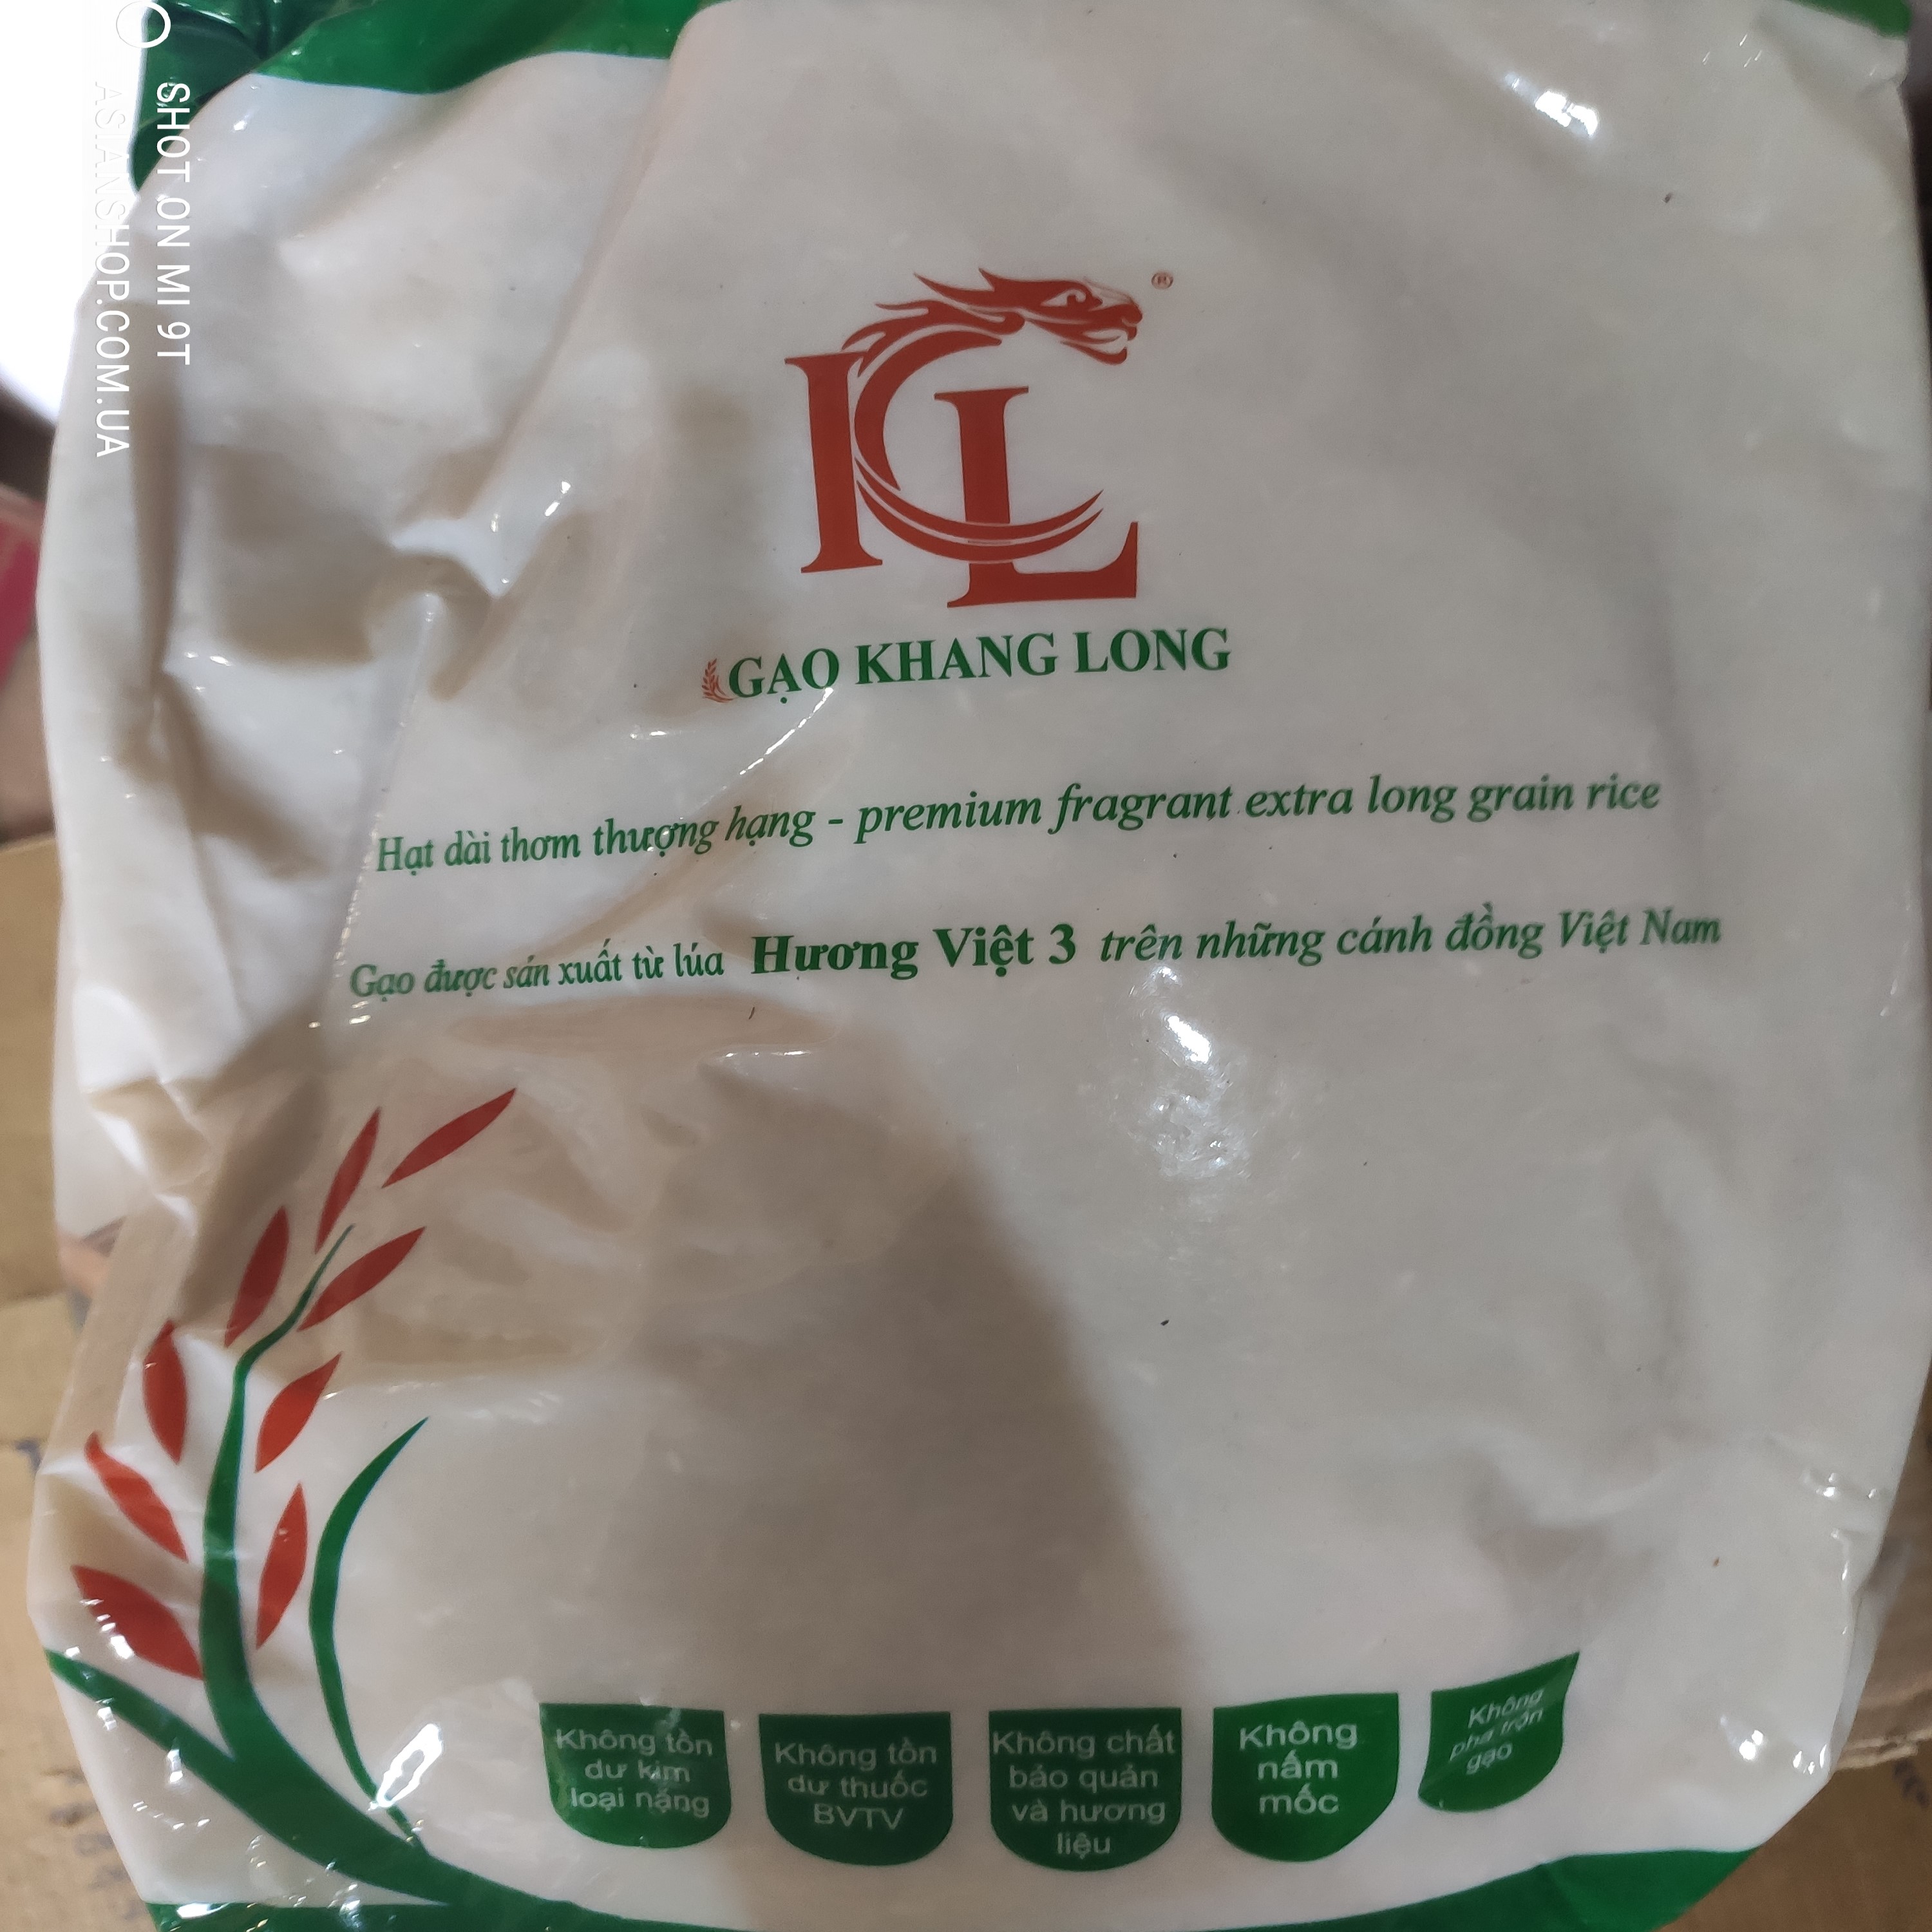 SHOT ON MI 9T
ASIANSHOP.COM.UA
KL®
GẠO KHANG LONG
Hạt dài thơm thượng hạng - premium fragrant extra long grain rice
Gạo được sản xuất từ lúa Hương Việt 3 trên những cánh đồng Việt Nam
Không tồn
dư kim
loại nặng
Không tồn
dư thuốc
BVTV
Không chất
bảo quản
và hương
liệu
Không
nấm
mốc
Không
pha trộn
gạo